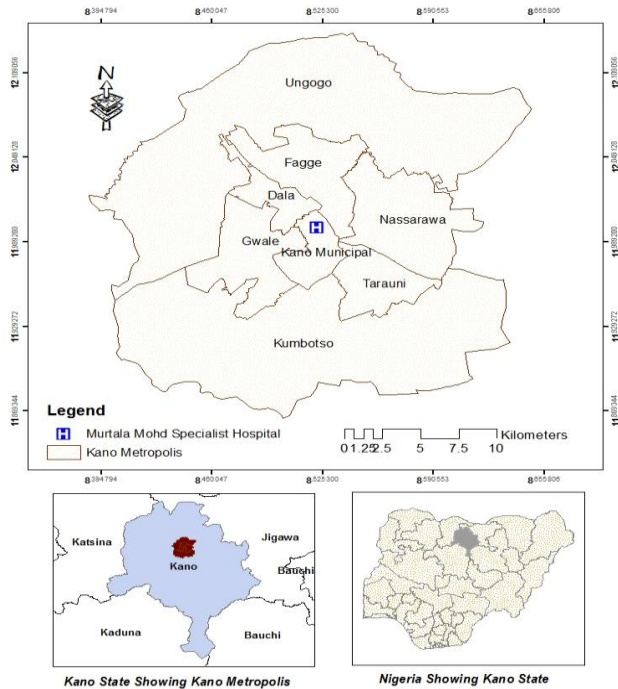 8.394794 8.460047 8.525300 8.590553 8.655806
N
Ungogo
Fagge
Dala
Nassarawa
Gwale
H
Kano Municipal
Tarauni
Kumbotso
Legend
H Murtala Mohd Specialist Hospital
Kano Metropolis
Kilometers
0 1.25 2.5 5 7.5 10
8.394794 8.460047 8.525300 8.590553 8.655806
Katsina
Jigawa
Kano
Bauchi
Kaduna
Bauchi
Kano State Showing Kano Metropolis
Nigeria Showing Kano State